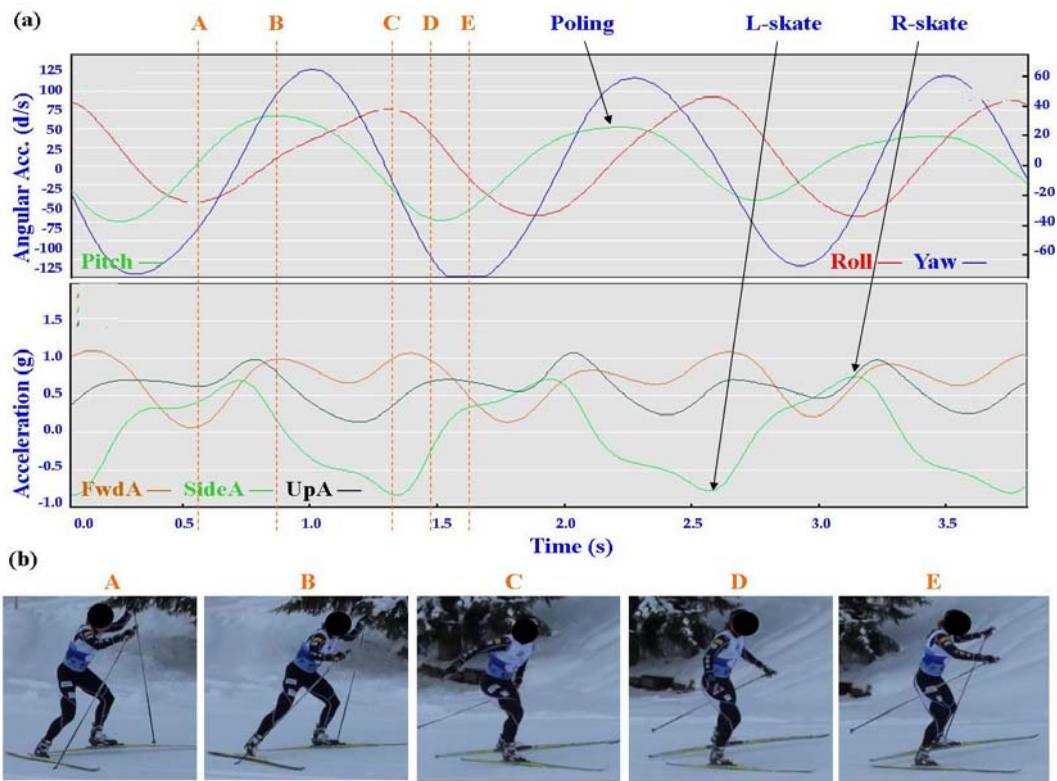 (a) A B C D E Poling L-skate R-skate
Angular Acc. (d/s)
125
100
75
50
25
0
-25
-50
-75
-100
-125
60
40
20
0
-20
-40
-60
Pitch Roll Yaw
Acceleration (g)
1.5
1.0
0.5
0.0
-0.5
-1.0
FwdA SideA UpA
0.0 0.5 1.0 1.5 2.0 2.5 3.0 3.5
Time (s)
(b)
A B C D E